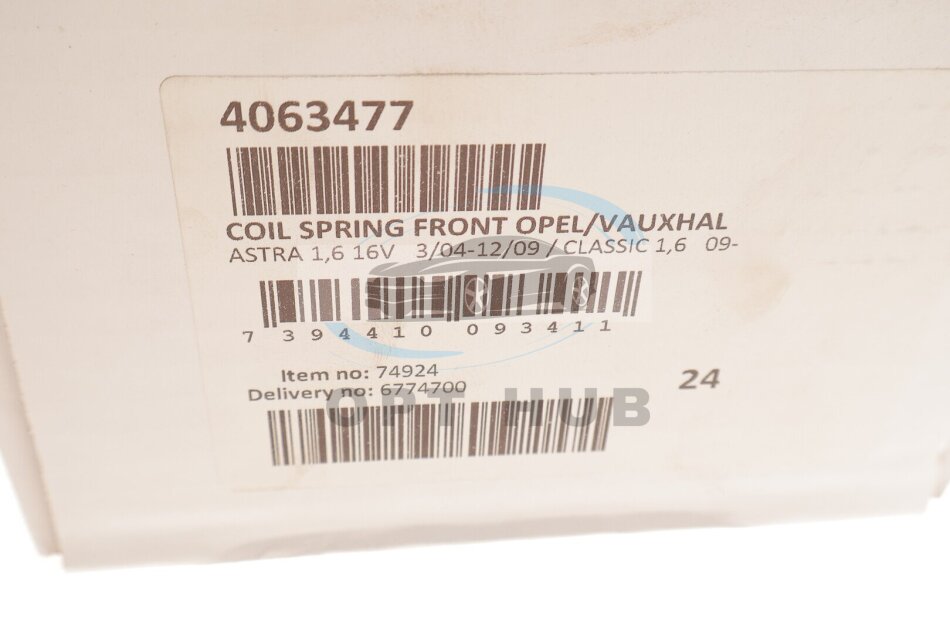 4063477
COIL SPRING FRONT OPEL/VAUXHAL
ASTRA 1,6 16V 3/04-12/09 / CLASSIC 1,6 09-
7 394410 093411
Item no: 74924
Delivery no: 6774700
24
OPT HUB